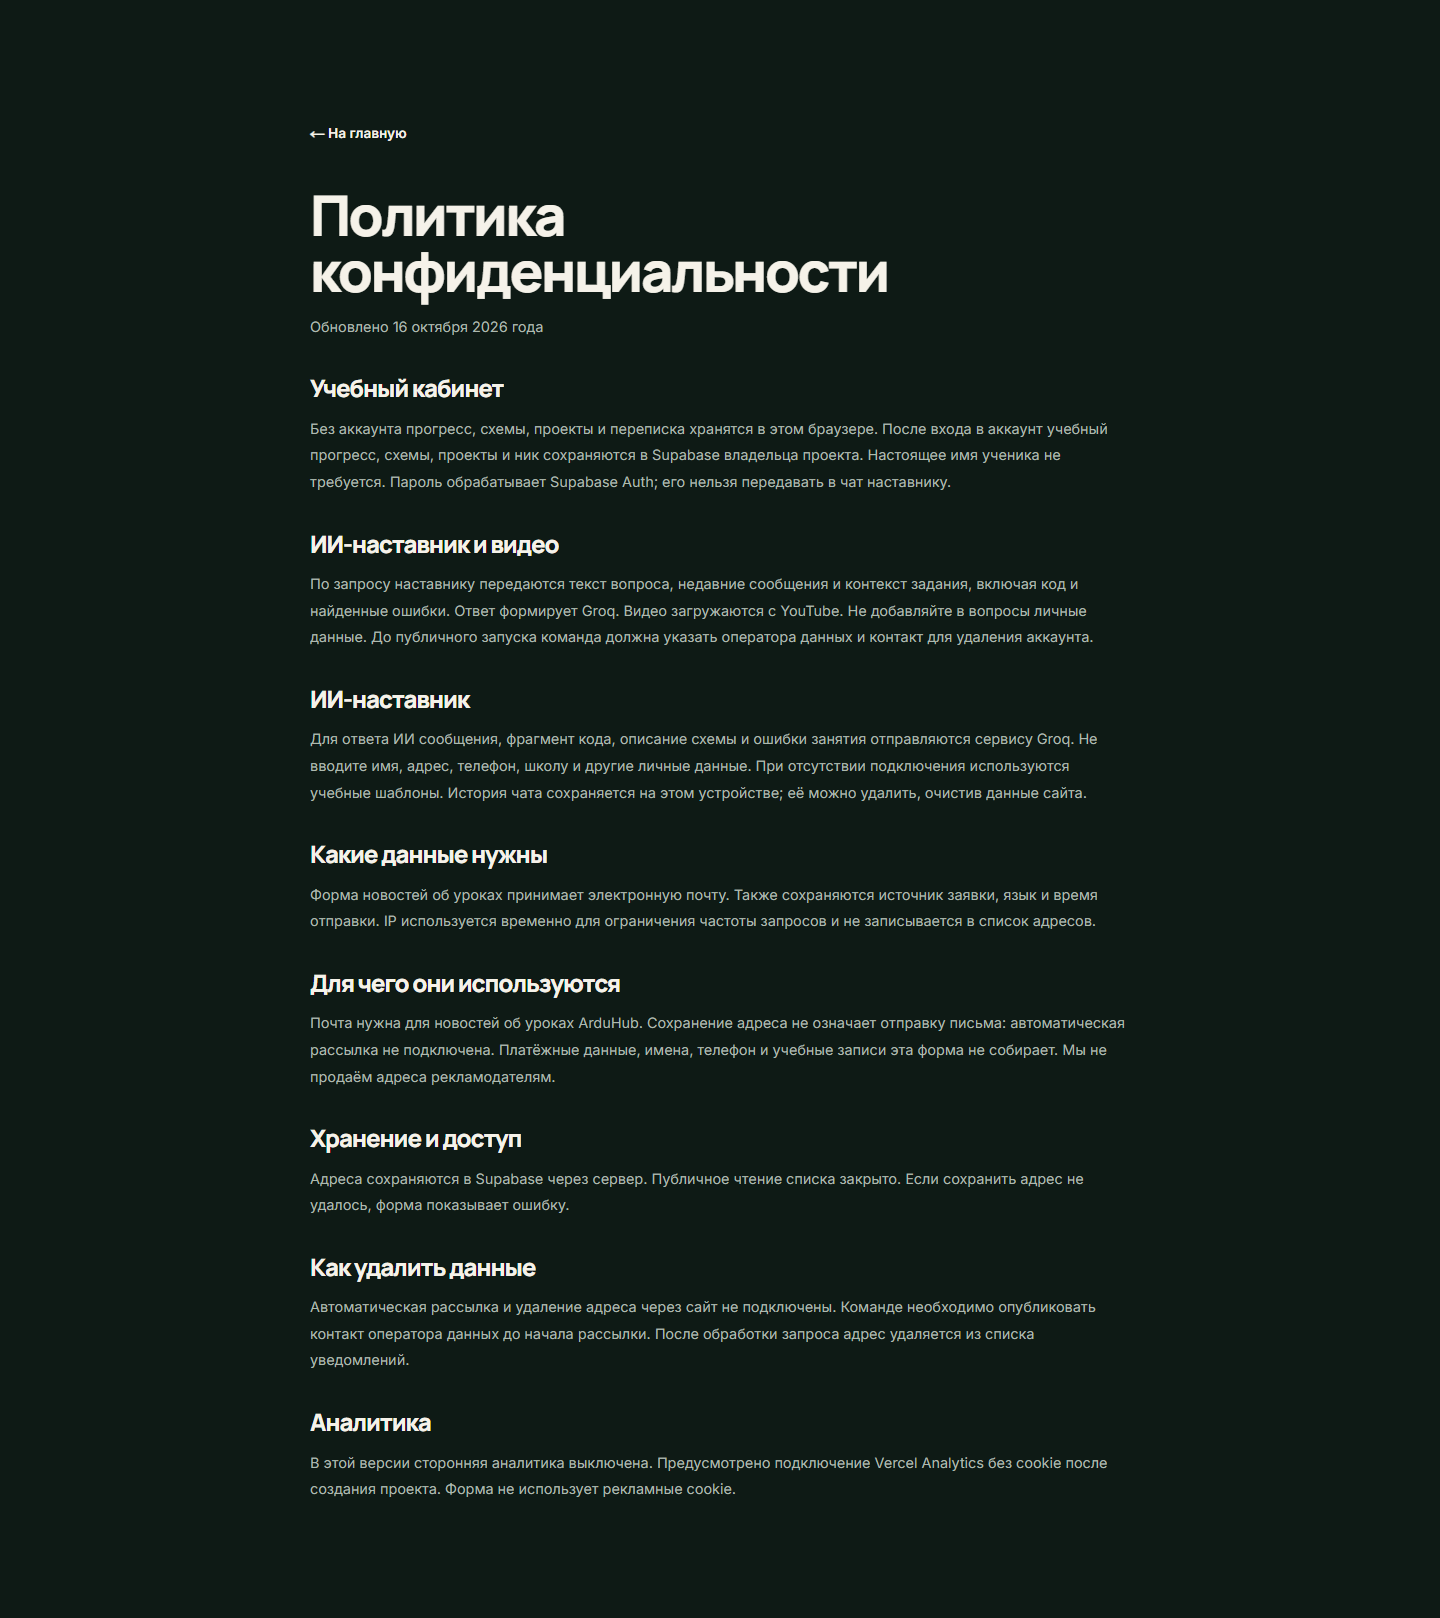 ← На главную
Политика
конфиденциальности
Обновлено 16 октября 2026 года
Учебный кабинет
Без аккаунта прогресс, схемы, проекты и переписка хранятся в этом браузере. После входа в аккаунт учебный
прогресс, схемы, проекты и ник сохраняются в Supabase владельца проекта. Настоящее имя ученика не
требуется. Пароль обрабатывает Supabase Auth; его нельзя передавать в чат наставнику.
ИИ-наставник и видео
По запросу наставнику передаются текст вопроса, недавние сообщения и контекст задания, включая код и
найденные ошибки. Ответ формирует Groq. Видео загружаются с YouTube. Не добавляйте в вопросы личные
данные. До публичного запуска команда должна указать оператора данных и контакт для удаления аккаунта.
ИИ-наставник
Для ответа ИИ сообщения, фрагмент кода, описание схемы и ошибки занятия отправляются сервису Groq. Не
вводите имя, адрес, телефон, школу и другие личные данные. При отсутствии подключения используются
учебные шаблоны. История чата сохраняется на этом устройстве; её можно удалить, очистив данные сайта.
Какие данные нужны
Форма новостей об уроках принимает электронную почту. Также сохраняются источник заявки, язык и время
отправки. IP используется временно для ограничения частоты запросов и не записывается в список адресов.
Для чего они используются
Почта нужна для новостей об уроках ArduHub. Сохранение адреса не означает отправку письма: автоматическая
рассылка не подключена. Платёжные данные, имена, телефон и учебные записи эта форма не собирает. Мы не
продаём адреса рекламодателям.
Хранение и доступ
Адреса сохраняются в Supabase через сервер. Публичное чтение списка закрыто. Если сохранить адрес не
удалось, форма показывает ошибку.
Как удалить данные
Автоматическая рассылка и удаление адреса через сайт не подключены. Команде необходимо опубликовать
контакт оператора данных до начала рассылки. После обработки запроса адрес удаляется из списка
уведомлений.
Аналитика
В этой версии сторонняя аналитика выключена. Предусмотрено подключение Vercel Analytics без cookie после
создания проекта. Форма не использует рекламные cookie.